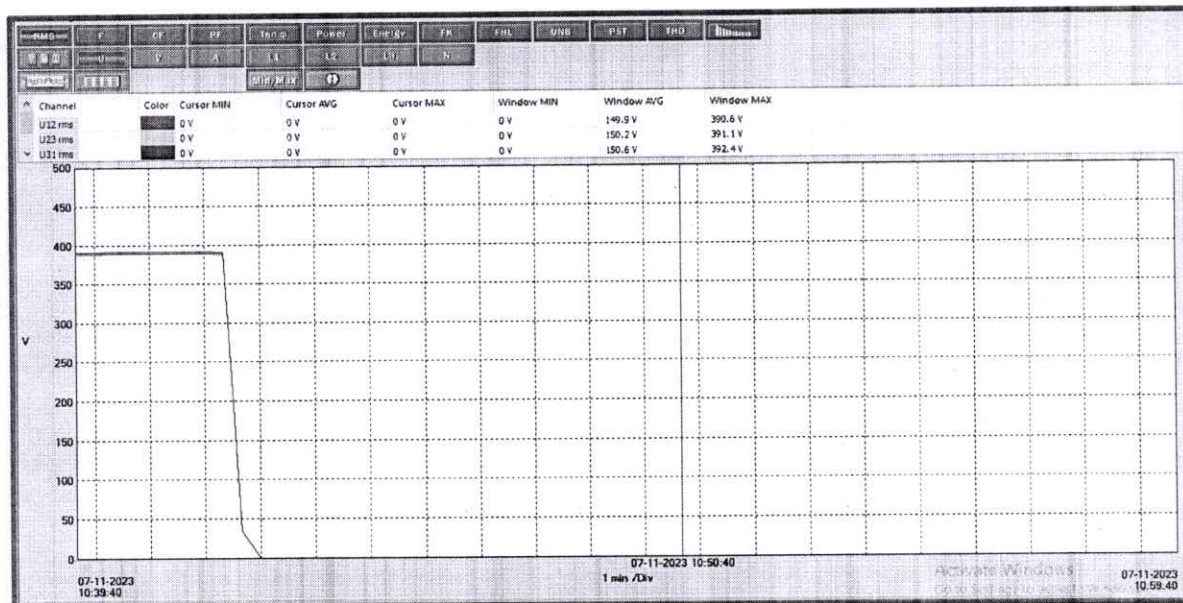 RMS F CF PF Temp Power Energy FK FHL UNB PST THD
U V A L1 L2 L3 N
Min/Max
Channel Color Cursor MIN Cursor AVG Cursor MAX Window MIN Window AVG Window MAX
U12 rms 0 V 0 V 0 V 0 V 149.9 V 390.6 V
U23 rms 0 V 0 V 0 V 0 V 150.2 V 391.1 V
U31 rms 0 V 0 V 0 V 0 V 150.6 V 392.4 V
500
450
400
350
300
V
250
200
150
100
50
0
07-11-2023 10:50:40
07-11-2023
10:39:40
1 min /Div
Activate Windows
07-11-2023
10:59:40